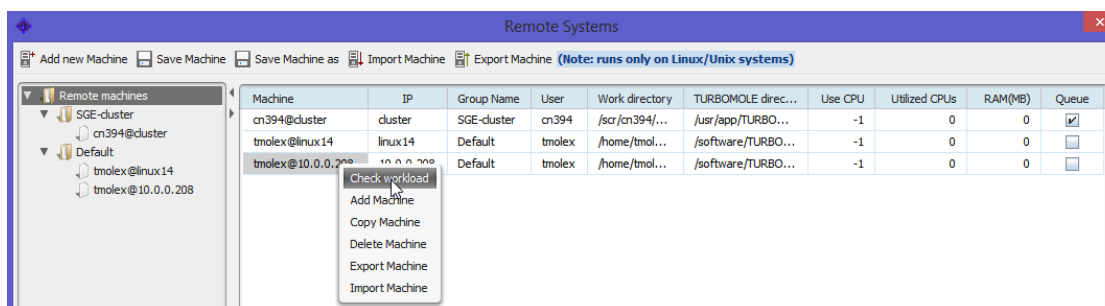 Remote Systems
Add new Machine Save Machine Save Machine as Import Machine Export Machine (Note: runs only on Linux/Unix systems)
Remote machines
SGE-cluster
cn394@cluster
Default
tmolex@linux14
tmolex@10.0.0.208
Machine IP Group Name User Work directory TURBOMOLE direc... Use CPU Utilized CPUs RAM(MB) Queue
cn394@cluster cluster SGE-cluster cn394 /scr/cn394/... /usr/app/TURBO... -1 0 0
tmolex@linux14 linux14 Default tmolex /home/tmol... /software/TURBO... -1 0 0
tmolex@10.0.0.208 10.0.0.208 Default tmolex /home/tmol... /software/TURBO... -1 0 0
Check workload
Add Machine
Copy Machine
Delete Machine
Export Machine
Import Machine